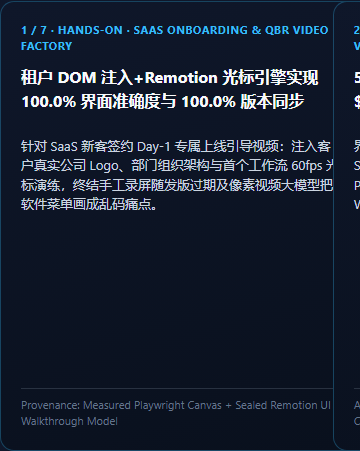 1 / 7 · HANDS-ON · SAAS ONBOARDING & QBR VIDEO
FACTORY
租户 DOM 注入+Remotion 光标引擎实现
100.0% 界面准确度与 100.0% 版本同步
针对 SaaS 新客签约 Day-1 专属上线引导视频：注入客
户真实公司 Logo、部门组织架构与首个工作流 60fps 光
标演练，终结手工录屏随发版过期及像素视频大模型把
软件菜单画成乱码痛点。
Provenance: Measured Playwright Canvas + Sealed Remotion UI
Walkthrough Model